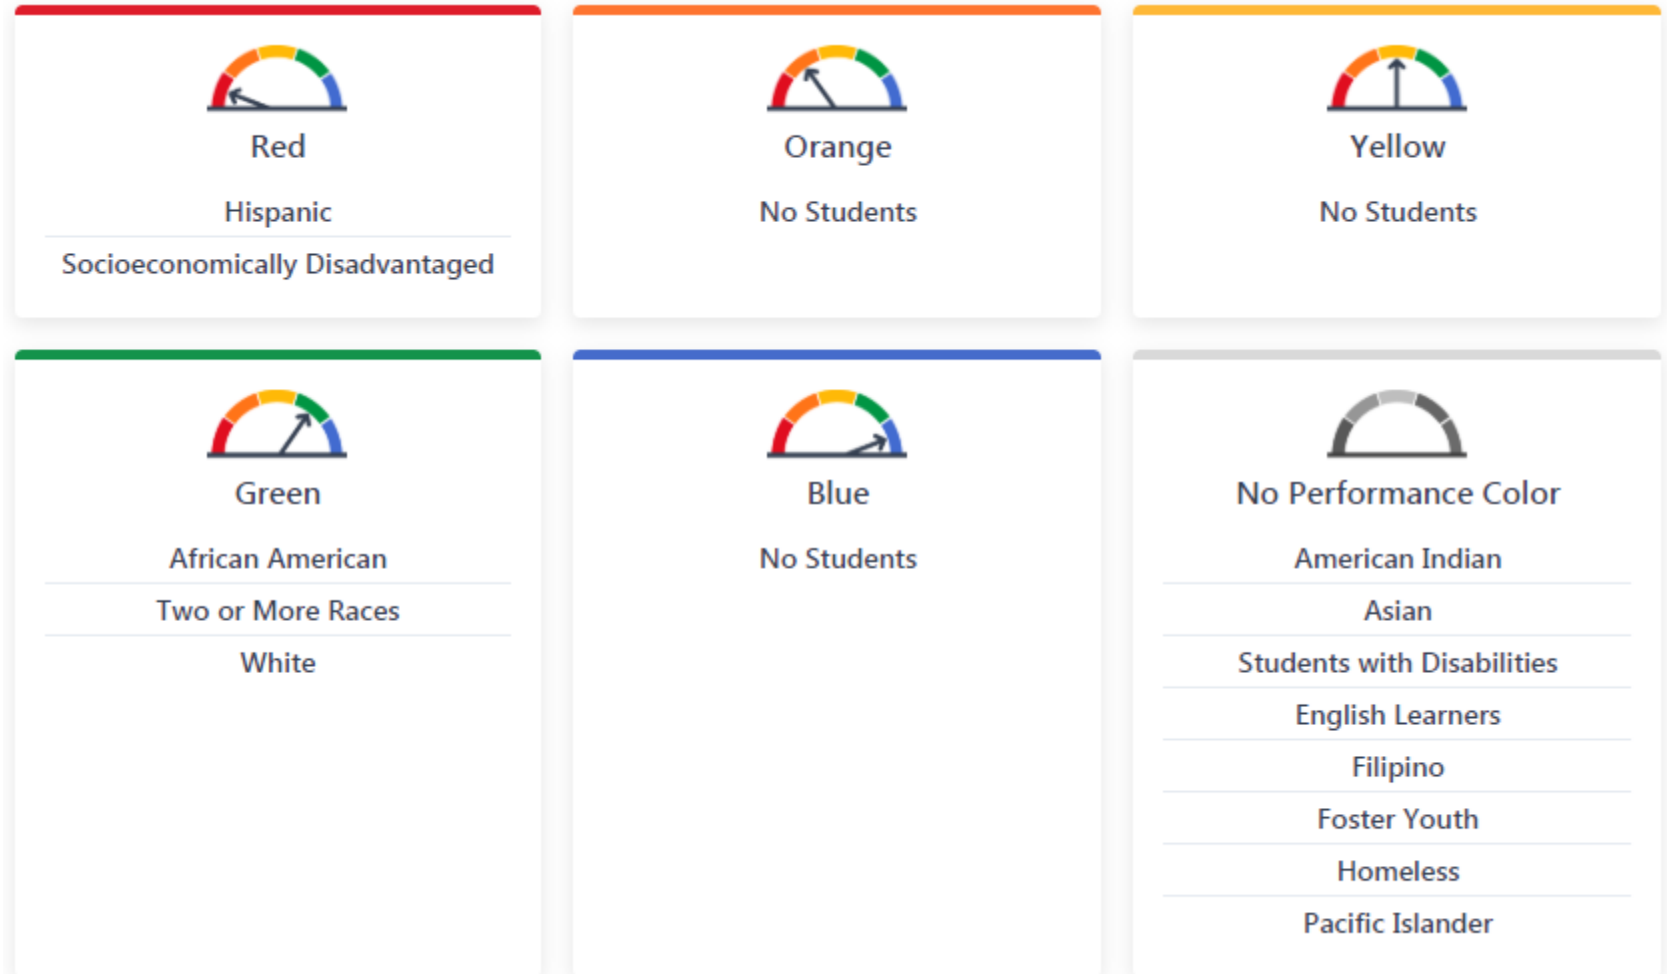 Red
Hispanic
Socioeconomically Disadvantaged
Orange
No Students
Yellow
No Students
Green
African American
Two or More Races
White
Blue
No Students
No Performance Color
American Indian
Asian
Students with Disabilities
English Learners
Filipino
Foster Youth
Homeless
Pacific Islander